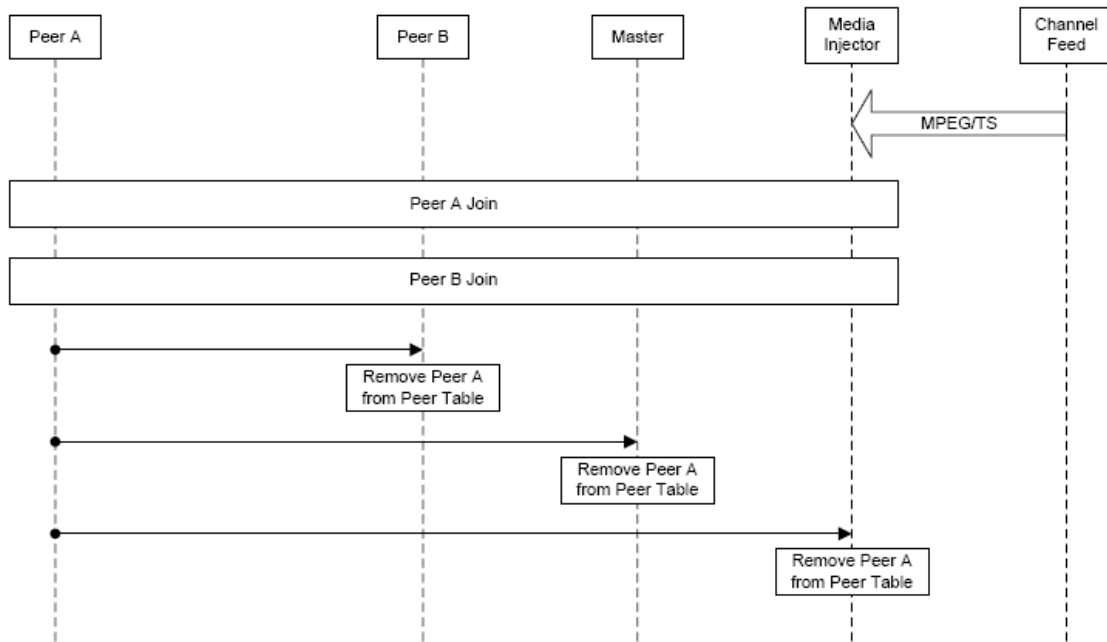 Peer A
Peer B
Master
Media
Injector
Channel
Feed
MPEG/TS
Peer A Join
Peer B Join
Remove Peer A
from Peer Table
Remove Peer A
from Peer Table
Remove Peer A
from Peer Table